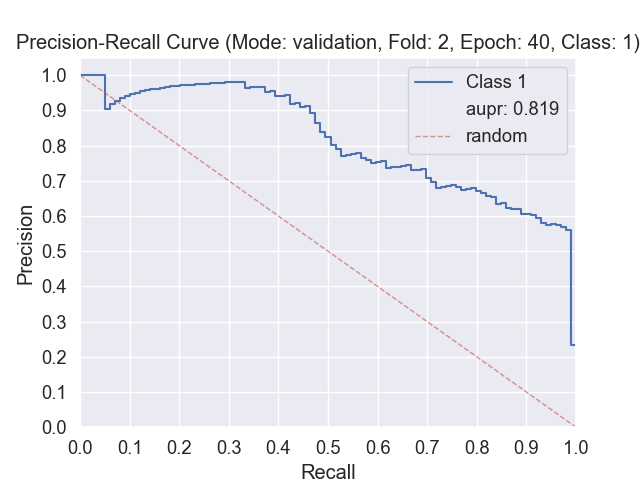 Precision-Recall Curve (Mode: validation, Fold: 2, Epoch: 40, Class: 1)
1.0
0.9
0.8
0.7
0.6
0.5
0.4
0.3
0.2
0.1
0.0
Precision
Class 1
aupr: 0.819
random
0.0 0.1 0.2 0.3 0.4 0.5 0.6 0.7 0.8 0.9 1.0
Recall